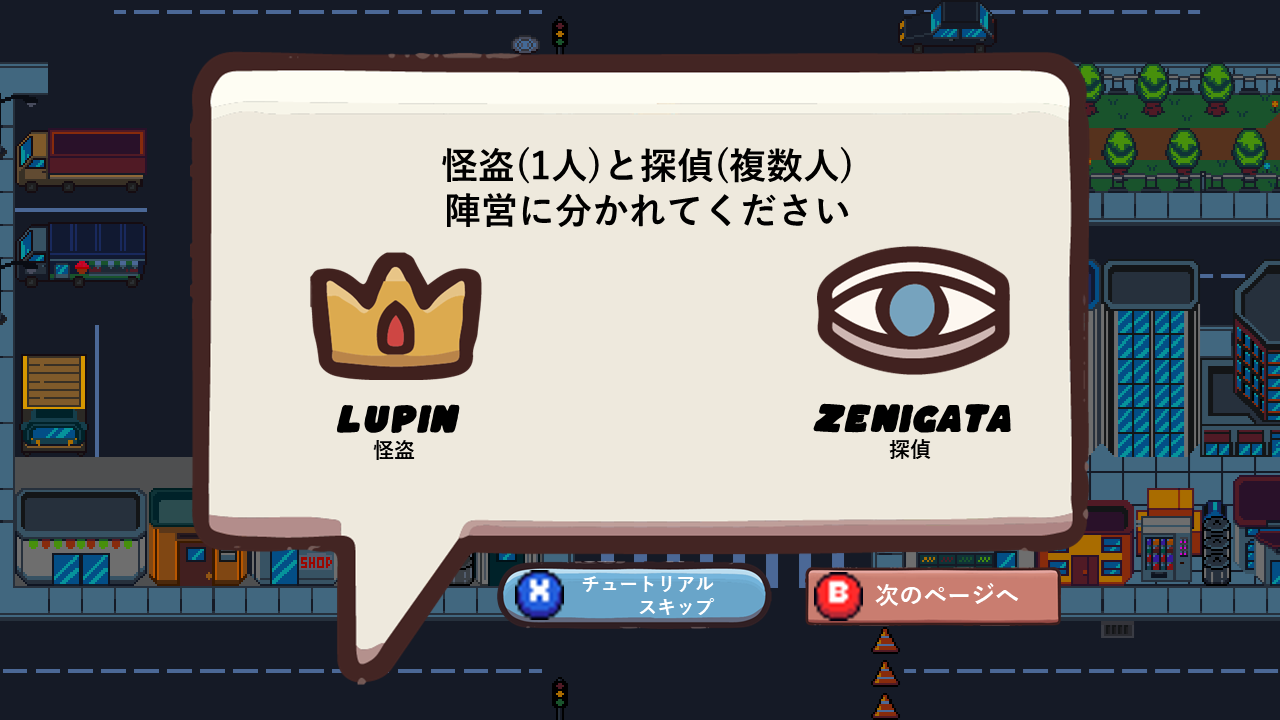 怪盗(1人)と探偵(複数人)
陣営に分かれてください
LUPIN
怪盗
ZENIGATA
探偵
SHOP
X
チュートリアル
スキップ
B
次のページへ